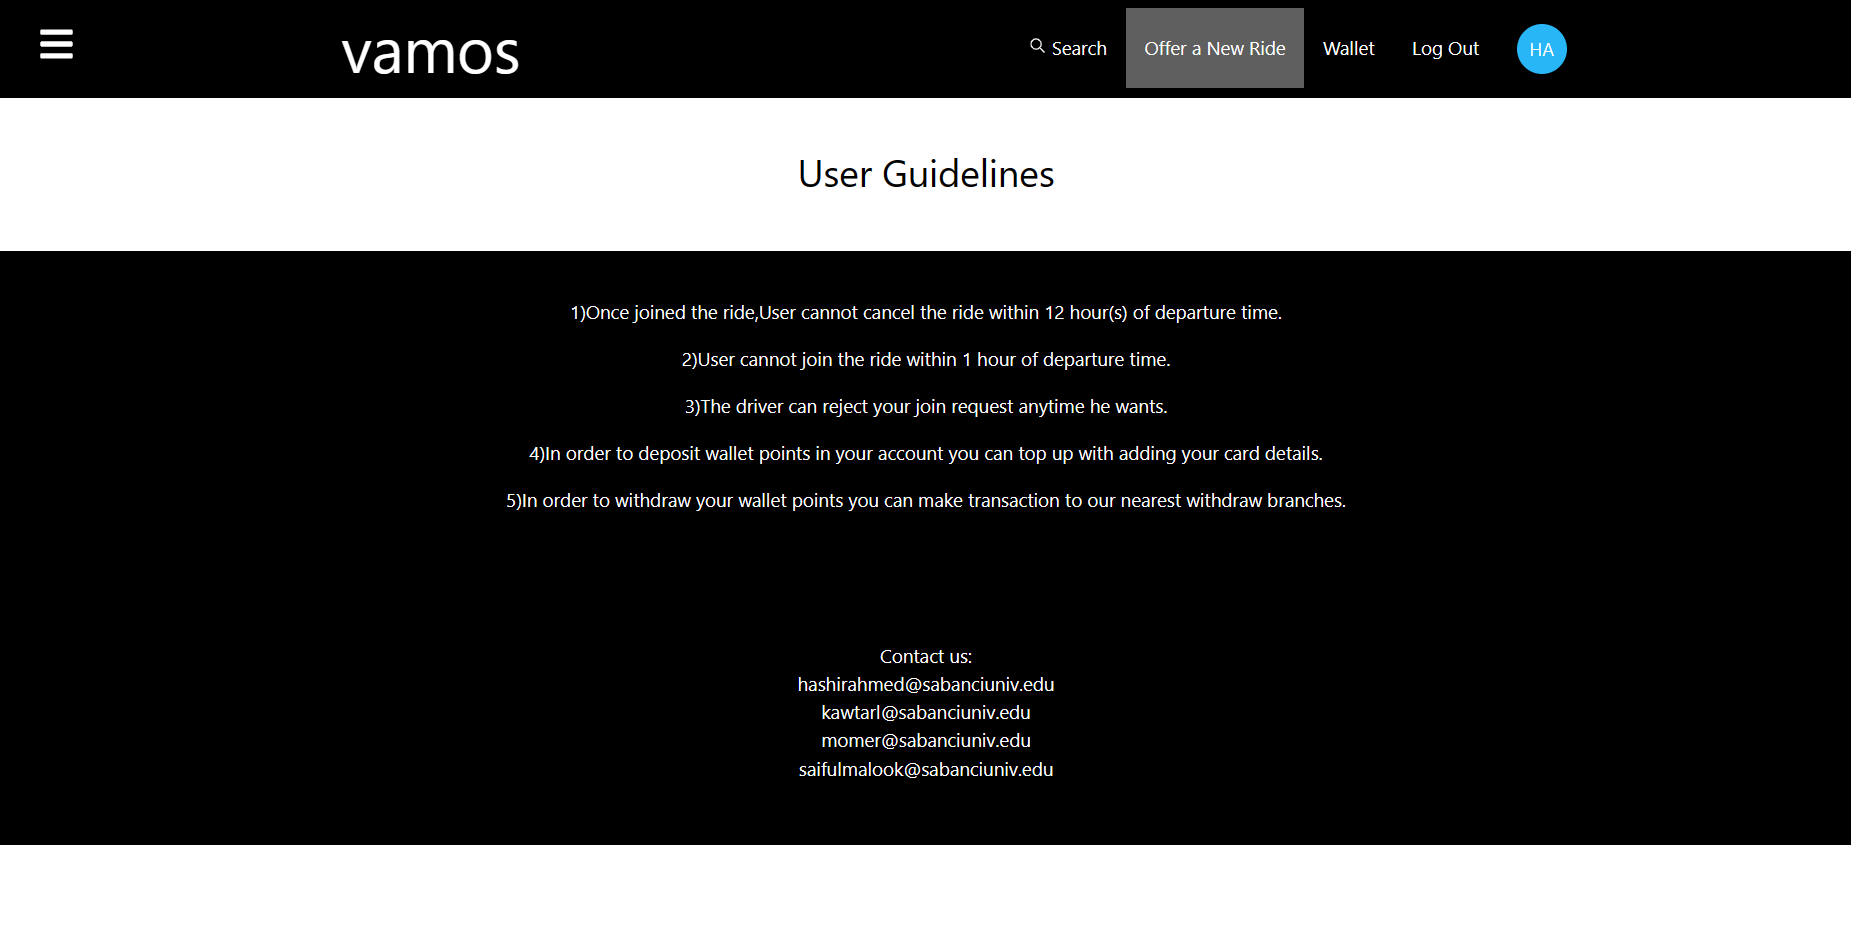 vamos
Search
Offer a New Ride
Wallet
Log Out
HA
User Guidelines
1)Once joined the ride,User cannot cancel the ride within 12 hour(s) of departure time.
2)User cannot join the ride within 1 hour of departure time.
3)The driver can reject your join request anytime he wants.
4)In order to deposit wallet points in your account you can top up with adding your card details.
5)In order to withdraw your wallet points you can make transaction to our nearest withdraw branches.
Contact us:
hashirahmed@sabanciuniv.edu
kawtarl@sabanciuniv.edu
momer@sabanciuniv.edu
saifulmalook@sabanciuniv.edu